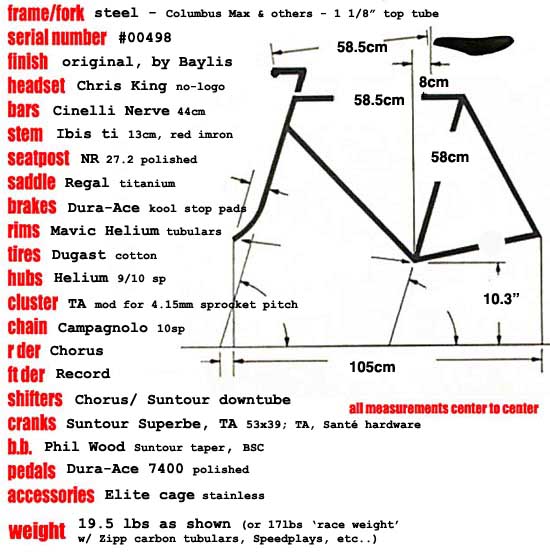 frame/fork steel – Columbus Max & others - 1 1/8” top tube
serial number #00498
finish original, by Baylis
headset Chris King no-logo
bars Cinelli Nerve 44cm
stem Ibis ti 13cm, red imron
seatpost NR 27.2 polished
saddle Regal titanium
brakes Dura-Ace kool stop pads
rims Mavic Helium tubulars
tires Dugast cotton
hubs Helium 9/10 sp
cluster TA mod for 4.15mm sprocket pitch
chain Campagnolo 10sp
r der Chorus
ft der Record
shifters Chorus/ Suntour downtube
cranks Suntour Superbe, TA 53x39; TA, Santé hardware
b.b. Phil Wood Suntour taper, BSC
pedals Dura-Ace 7400 polished
accessories Elite cage stainless
weight 19.5 lbs as shown (or 17lbs ‘race weight’
w/ Zipp carbon tubulars, Speedplays, etc..)
58.5cm
8cm
58.5cm
58cm
10.3”
105cm
all measurements center to center